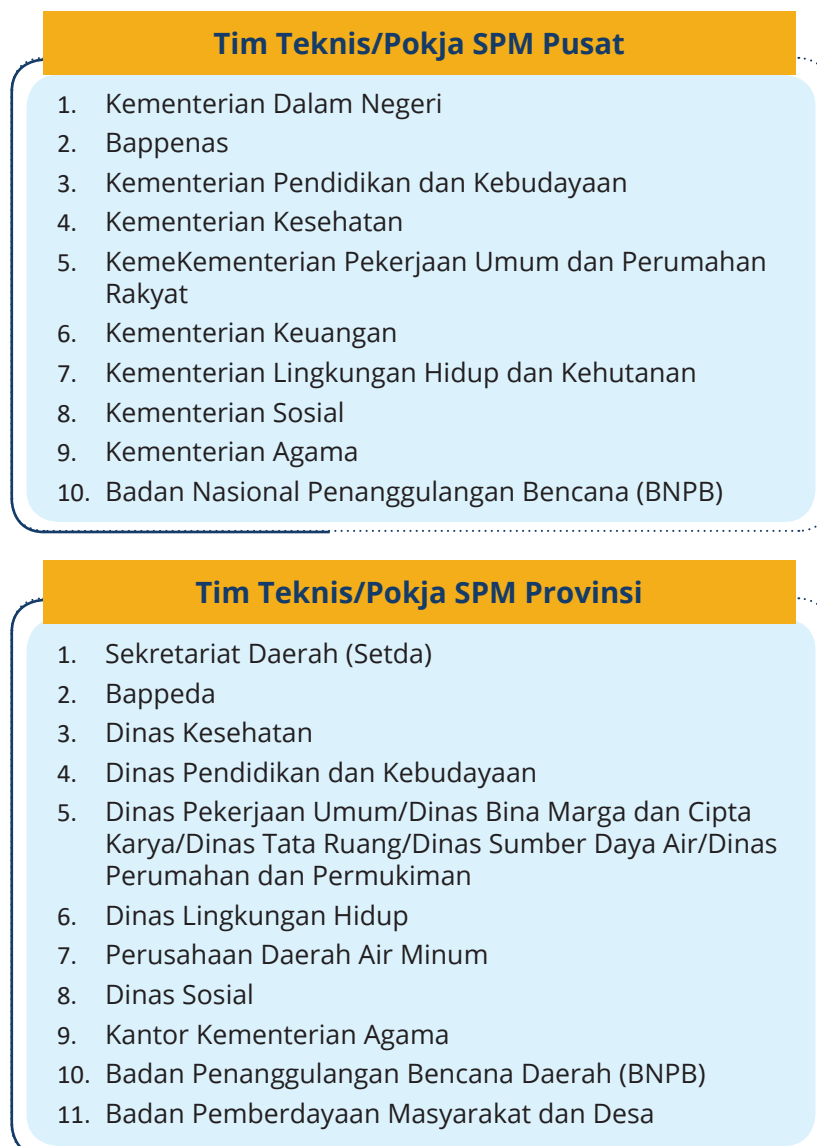 Tim Teknis/Pokja SPM Pusat
1. Kementerian Dalam Negeri
2. Bappenas
3. Kementerian Pendidikan dan Kebudayaan
4. Kementerian Kesehatan
5. KemeKementerian Pekerjaan Umum dan Perumahan
Rakyat
6. Kementerian Keuangan
7. Kementerian Lingkungan Hidup dan Kehutanan
8. Kementerian Sosial
9. Kementerian Agama
10. Badan Nasional Penanggulangan Bencana (BNPB)
Tim Teknis/Pokja SPM Provinsi
1. Sekretariat Daerah (Setda)
2. Bappeda
3. Dinas Kesehatan
4. Dinas Pendidikan dan Kebudayaan
5. Dinas Pekerjaan Umum/Dinas Bina Marga dan Cipta
Karya/Dinas Tata Ruang/Dinas Sumber Daya Air/Dinas
Perumahan dan Permukiman
6. Dinas Lingkungan Hidup
7. Perusahaan Daerah Air Minum
8. Dinas Sosial
9. Kantor Kementerian Agama
10. Badan Penanggulangan Bencana Daerah (BNPB)
11. Badan Pemberdayaan Masyarakat dan Desa